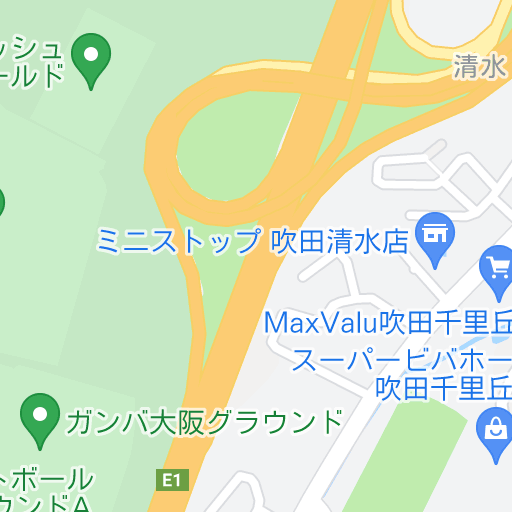 ッシュ
ールド
清水
ミニストップ 吹田清水店
MaxValu吹田千里丘
スーパービバホー
吹田千里丘
ガンバ大阪グラウンド
E1
トボール
ウンドA